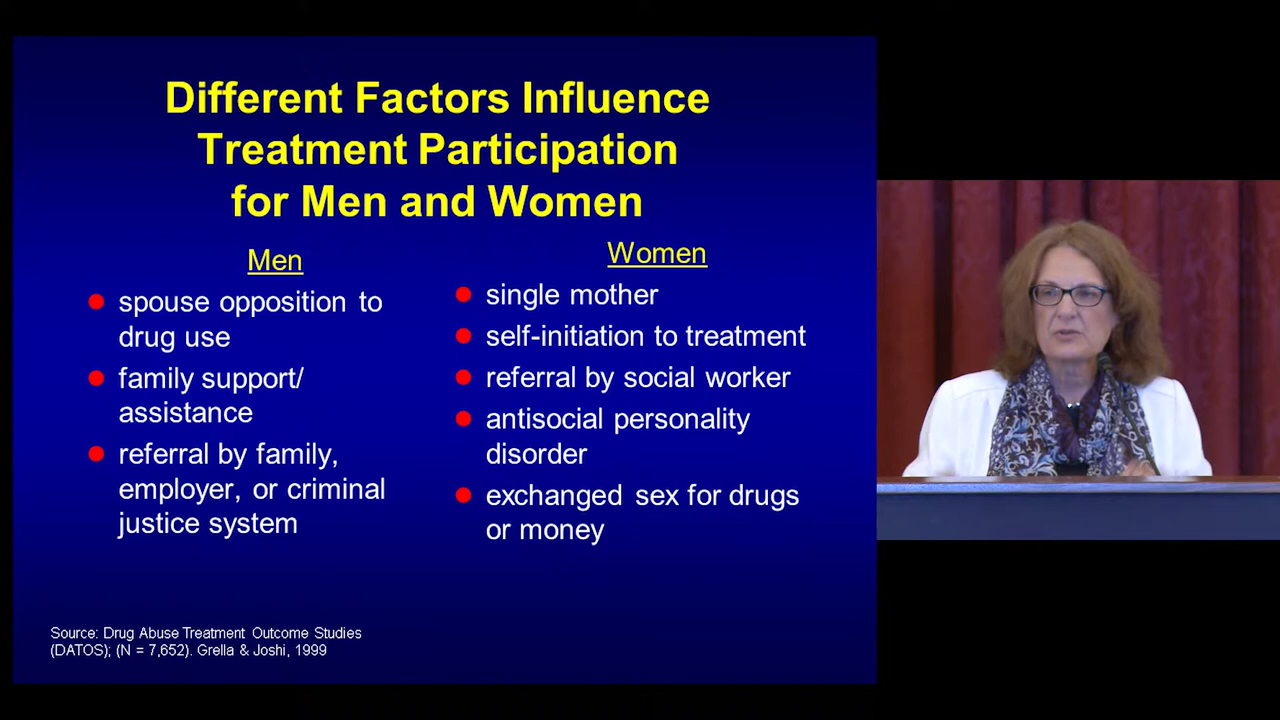 Different Factors Influence
Treatment Participation
for Men and Women
Men
spouse opposition to
drug use
family support/
assistance
referral by family,
employer, or criminal
justice system
Women
single mother
self-initiation to treatment
referral by social worker
antisocial personality
disorder
exchanged sex for drugs
or money
Source: Drug Abuse Treatment Outcome Studies
(DATOS); (N = 7,652). Grella & Joshi, 1999